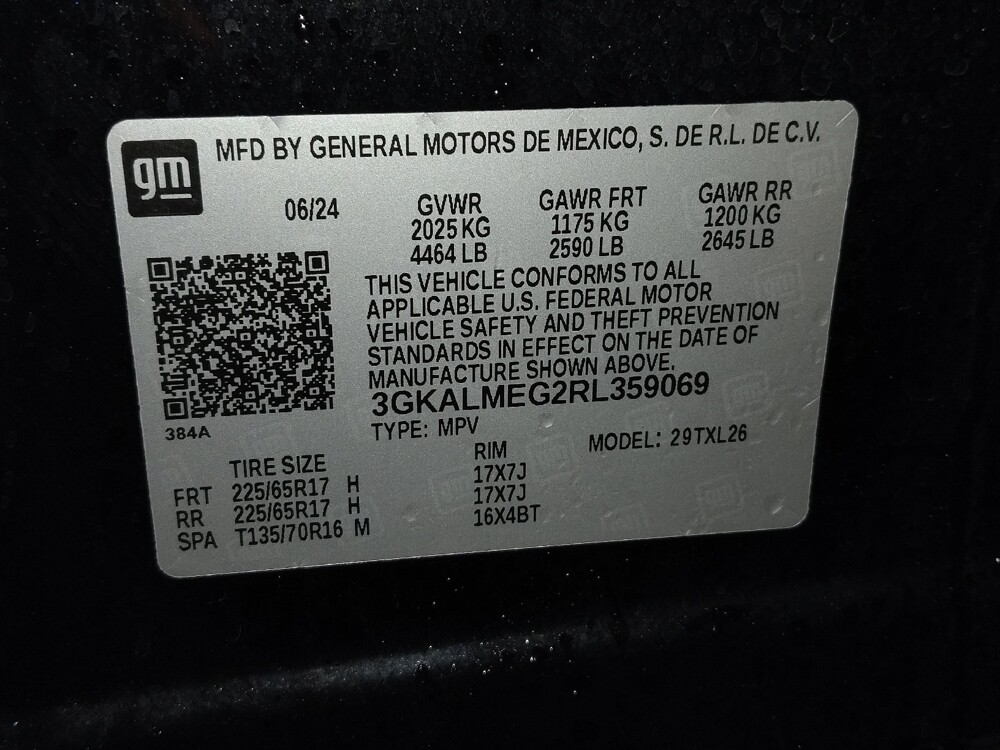 gm
MFD BY GENERAL MOTORS DE MEXICO, S. DE R.L. DE C.V.
06/24
GVWR
2025 KG
4464 LB
GAWR FRT
1175 KG
2590 LB
GAWR RR
1200 KG
2645 LB
THIS VEHICLE CONFORMS TO ALL
APPLICABLE U.S. FEDERAL MOTOR
VEHICLE SAFETY AND THEFT PREVENTION
STANDARDS IN EFFECT ON THE DATE OF
MANUFACTURE SHOWN ABOVE.
3GKALMEG2RL359069
384A
TYPE: MPV
MODEL: 29TXL26
TIRE SIZE RIM
FRT 225/65R17 H 17X7J
RR 225/65R17 H 17X7J
SPA T135/70R16 M 16X4BT